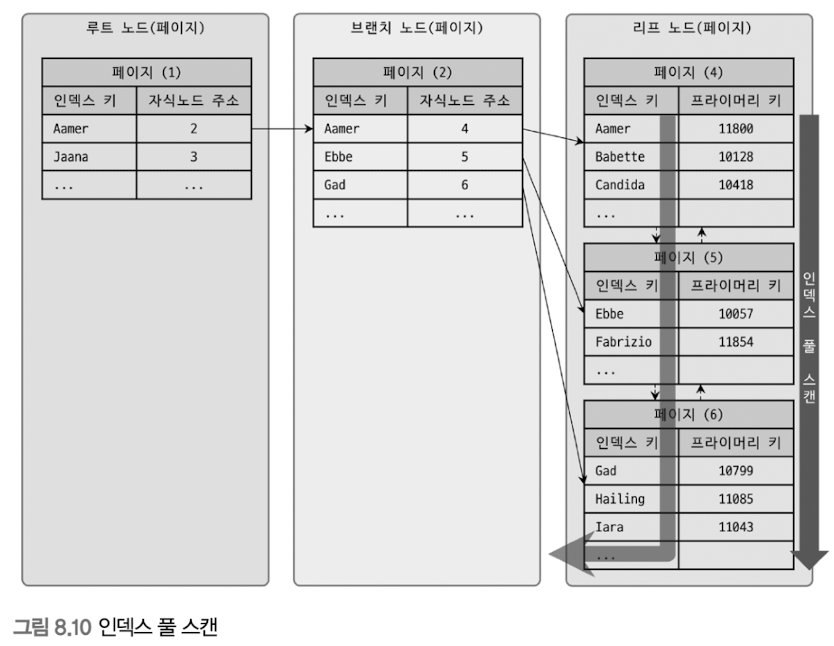 루트 노드(페이지)
페이지 (1)
인덱스 키 자식노드 주소
Aamer 2
Jaana 3
... ...
브랜치 노드(페이지)
페이지 (2)
인덱스 키 자식노드 주소
Aamer 4
Ebbe 5
Gad 6
... ...
리프 노드(페이지)
페이지 (4)
인덱스 키 프라이머리 키
Aamer 11800
Babette 10128
Candida 10418
...
페이지 (5)
인덱스 키 프라이머리 키
Ebbe 10057
Fabrizio 11854
...
페이지 (6)
인덱스 키 프라이머리 키
Gad 10799
Hailing 11085
Iara 11043
...
인덱스 풀 스캔
그림 8.10 인덱스 풀 스캔